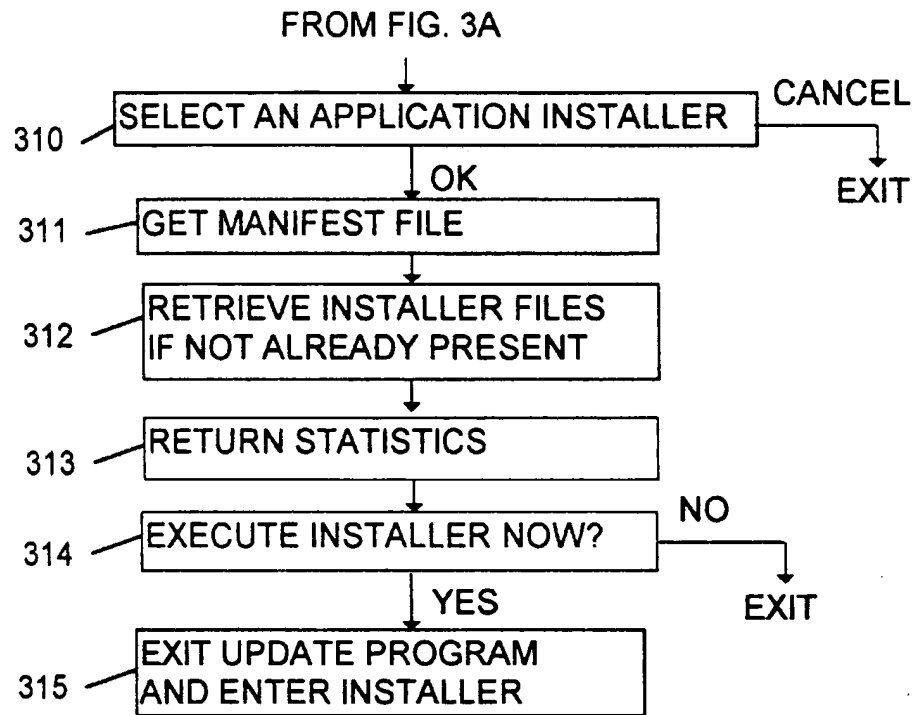 FROM FIG. 3A
CANCEL
310 SELECT AN APPLICATION INSTALLER
EXIT
OK
311 GET MANIFEST FILE
RETRIEVE INSTALLER FILES
312 IF NOT ALREADY PRESENT
313 RETURN STATISTICS
NO
314 EXECUTE INSTALLER NOW?
YES
EXIT
EXIT UPDATE PROGRAM
315 AND ENTER INSTALLER